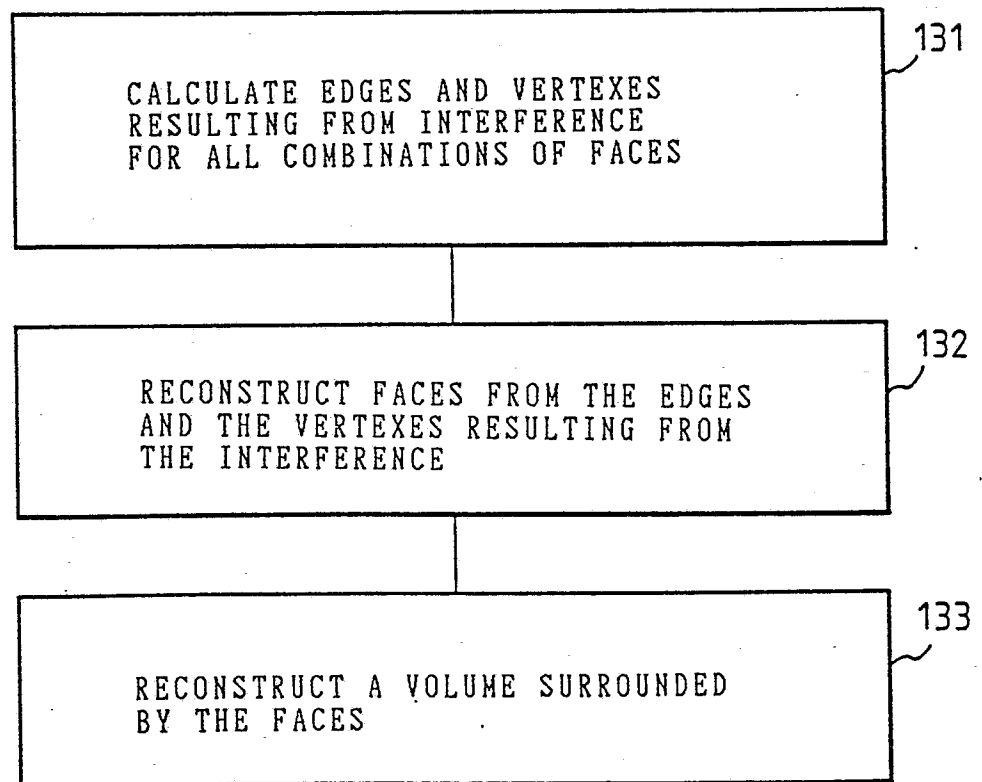 131
CALCULATE EDGES AND VERTEXES
RESULTING FROM INTERFERENCE
FOR ALL COMBINATIONS OF FACES
132
RECONSTRUCT FACES FROM THE EDGES
AND THE VERTEXES RESULTING FROM
THE INTERFERENCE
133
RECONSTRUCT A VOLUME SURROUNDED
BY THE FACES